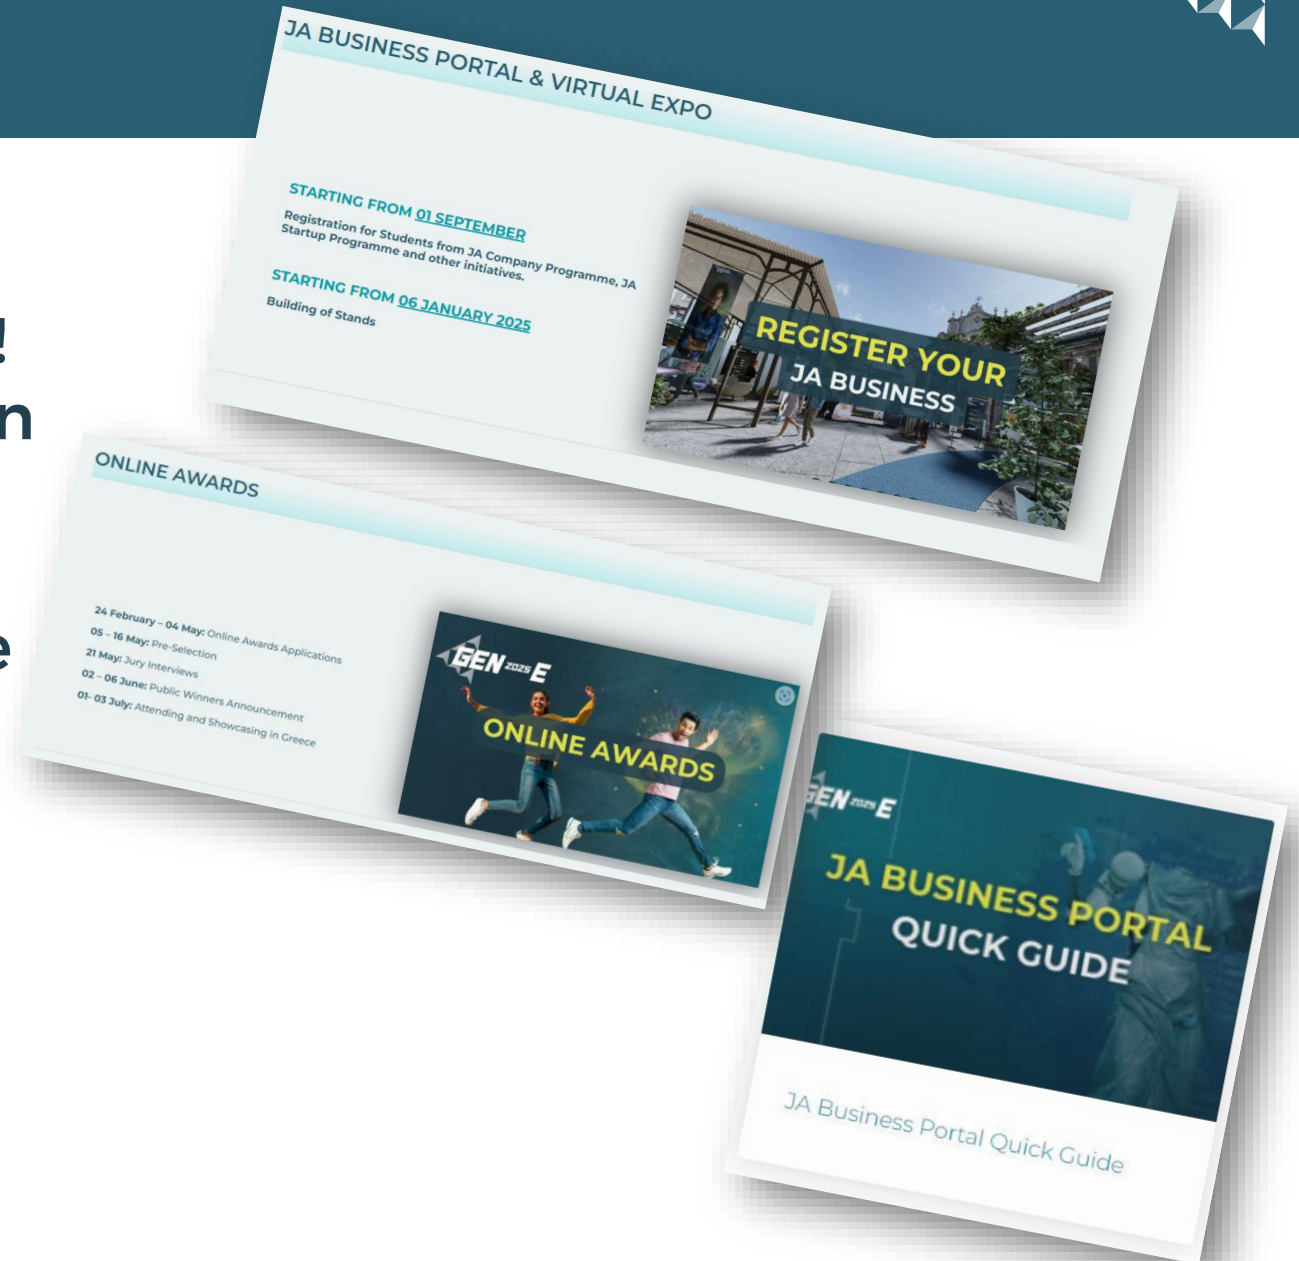 JA BUSINESS PORTAL & VIRTUAL EXPO
STARTING FROM 01 SEPTEMBER
Registration for Students from JA Company Programme, JA
Startup Programme and other initiatives.
STARTING FROM 06 JANUARY 2025
Building of Stands
REGISTER YOUR
JA BUSINESS
!
n
e
ONLINE AWARDS
24 February – 04 May: Online Awards Applications
05 – 16 May: Pre-Selection
21 May: Jury Interviews
02 – 06 June: Public Winners Announcement
01- 03 July: Attending and Showcasing in Greece
GEN 2025 E
ONLINE AWARDS
GEN 2025 E
JA BUSINESS PORTAL
QUICK GUIDE
JA Business Portal Quick Guide